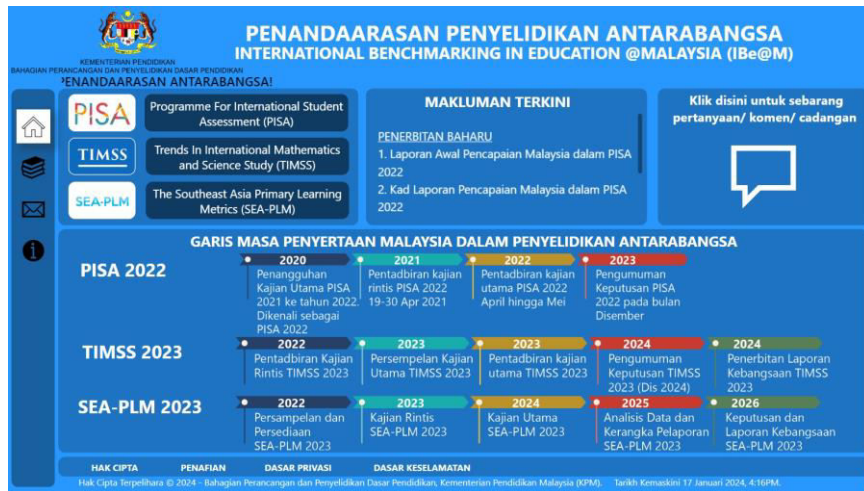 KEMENTERIAN PENDIDIKAN
BAHAGIAN PERANCANGAN DAN PENYELIDIKAN DASAR PENDIDIKAN
PENANDAARASAN PENYELIDIKAN ANTARABANGSA
INTERNATIONAL BENCHMARKING IN EDUCATION @MALAYSIA (IBe@M)
PENANDAARASAN ANTARABANGSA!
PISA
Programme For International Student
Assessment (PISA)
TIMSS
Trends In International Mathematics
and Science Study (TIMSS)
SEA-PLM
The Southeast Asia Primary Learning
Metrics (SEA-PLM)
MAKLUMAN TERKINI
PENERBITAN BAHARU
1. Laporan Awal Pencapaian Malaysia dalam PISA
2022
2. Kad Laporan Pencapaian Malaysia dalam PISA
2022
Klik disini untuk sebarang
pertanyaan/ komen/ cadangan
GARIS MASA PENYERTAAN MALAYSIA DALAM PENYELIDIKAN ANTARABANGSA
PISA 2022
2020
Penangguhan
Kajian Utama PISA
2021 ke tahun 2022.
Dikenali sebagai
PISA 2022
2021
Pentadbiran kajian
rintis PISA 2022
19-30 Apr 2021
2022
Pentadbiran kajian
utama PISA 2022
April hingga Mei
2023
Pengumuman
Keputusan PISA
2022 pada bulan
Disember
TIMSS 2023
2022
Pentadbiran Kajian
Rintis TIMSS 2023
2023
Persempelan Kajian
Utama TIMSS 2023
2023
Pentadbiran kajian
utama TIMSS 2023
2024
Pengumuman
Keputusan TIMSS
2023 (Dis 2024)
2024
Penerbitan Laporan
Kebangsaan TIMSS
2023
SEA-PLM 2023
2022
Persampelan dan
Persediaan
SEA-PLM 2023
2023
Kajian Rintis
SEA-PLM 2023
2024
Kajian Utama
SEA-PLM 2023
2025
Analisis Data dan
Kerangka Pelaporan
SEA-PLM 2023
2026
Keputusan dan
Laporan Kebangsaan
SEA-PLM 2023
HAK CIPTA PENAFIAN DASAR PRIVASI DASAR KESELAMATAN
Hak Cipta Terpelihara © 2024 - Bahagian Perancangan dan Penyelidikan Dasar Pendidikan, Kementerian Pendidikan Malaysia (KPM). Tarikh Kemaskini 17 Januari 2024, 4:16PM.